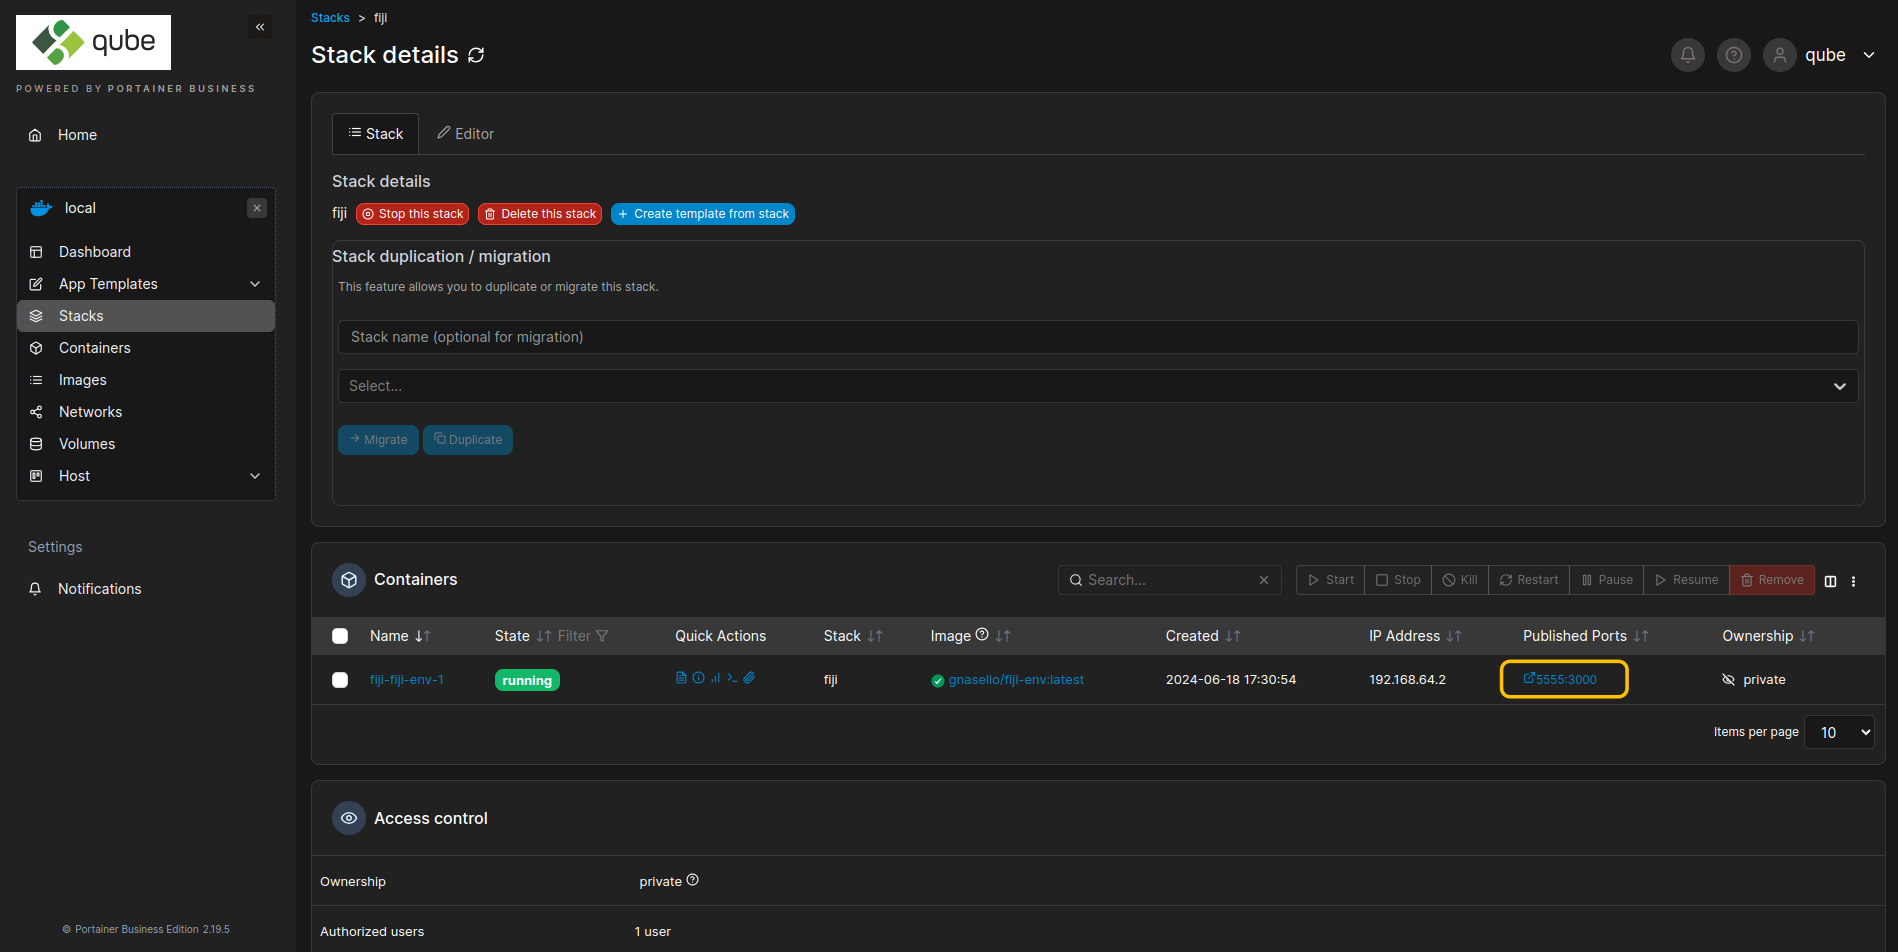 qube
POWERED BY PORTAINER BUSINESS
Home
local
Dashboard
App Templates
Stacks
Containers
Images
Networks
Volumes
Host
Settings
Notifications
© Portainer Business Edition 2.19.5
Stacks > fiji
Stack details
qube
Stack Editor
Stack details
fiji Stop this stack Delete this stack + Create template from stack
Stack duplication / migration
This feature allows you to duplicate or migrate this stack.
Stack name (optional for migration)
Select...
Migrate Duplicate
Containers Search... Start Stop Kill Restart Pause Resume Remove
Name State Filter Quick Actions Stack Image Created IP Address Published Ports Ownership
fiji-fiji-env-1 running fiji gnasello/fiji-env:latest 2024-06-18 17:30:54 192.168.64.2 5555:3000 private
Items per page 10
Access control
Ownership private
Authorized users 1 user